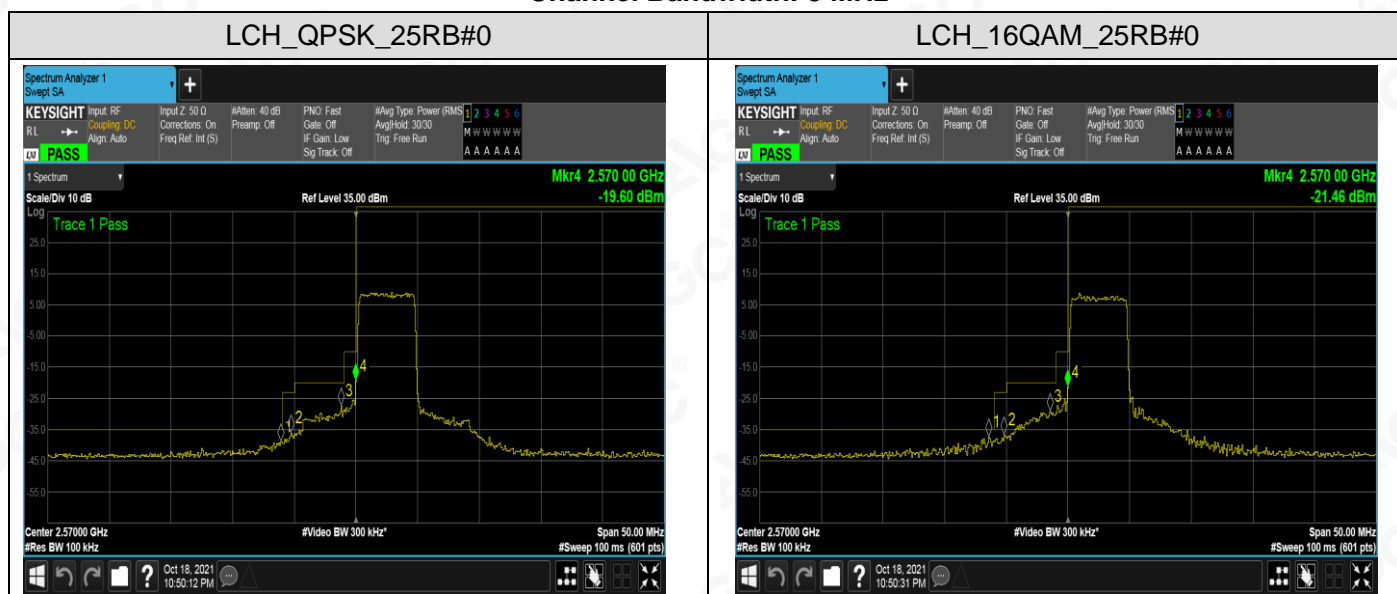 LCH_QPSK_25RB#0
LCH_16QAM_25RB#0
Spectrum Analyzer 1
Swept SA
+
KEYSIGHT Input: RF
RL
Coupling: DC
Align: Auto
Input Z: 50 Ω
Corrections: On
Freq Ref: Int (S)
#Atten: 40 dB
Preamp: Off
PNO: Fast
Gate: Off
IF Gain: Low
Sig Track: Off
#Avg Type: Power (RMS
Avg|Hold: 30/30
Trig: Free Run
1 2 3 4 5 6
M W W W W W
A A A A A A
LXI PASS
1 Spectrum
Scale/Div 10 dB
Ref Level 35.00 dBm
Mkr4 2.570 00 GHz
-19.60 dBm
Log
Trace 1 Pass
25.0
15.0
5.00
-5.00
-15.0
-25.0
-35.0
-45.0
-55.0
1
2
3
4
Center 2.57000 GHz
#Res BW 100 kHz
#Video BW 300 kHz*
Span 50.00 MHz
#Sweep 100 ms (601 pts)
?
Oct 18, 2021
10:50:12 PM
Spectrum Analyzer 1
Swept SA
+
KEYSIGHT Input: RF
RL
Coupling: DC
Align: Auto
Input Z: 50 Ω
Corrections: On
Freq Ref: Int (S)
#Atten: 40 dB
Preamp: Off
PNO: Fast
Gate: Off
IF Gain: Low
Sig Track: Off
#Avg Type: Power (RMS
Avg|Hold: 30/30
Trig: Free Run
1 2 3 4 5 6
M W W W W W
A A A A A A
LXI PASS
1 Spectrum
Scale/Div 10 dB
Ref Level 35.00 dBm
Mkr4 2.570 00 GHz
-21.46 dBm
Log
Trace 1 Pass
25.0
15.0
5.00
-5.00
-15.0
-25.0
-35.0
-45.0
-55.0
1
2
3
4
Center 2.57000 GHz
#Res BW 100 kHz
#Video BW 300 kHz*
Span 50.00 MHz
#Sweep 100 ms (601 pts)
?
Oct 18, 2021
10:50:31 PM